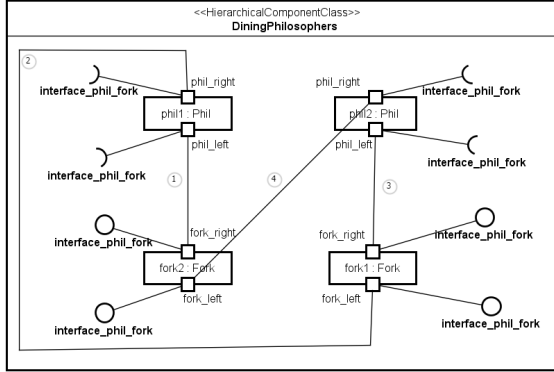 <<HierarchicalComponentClass>>
DiningPhilosophers
2
phil_right
phil_right
interface_phil_fork
interface_phil_fork
phil1 : Phil
phil2 : Phil
phil_left
phil_left
interface_phil_fork
interface_phil_fork
1
4
3
fork_right
fork_right
interface_phil_fork
interface_phil_fork
fork2 : Fork
fork1 : Fork
fork_left
fork_left
interface_phil_fork
interface_phil_fork